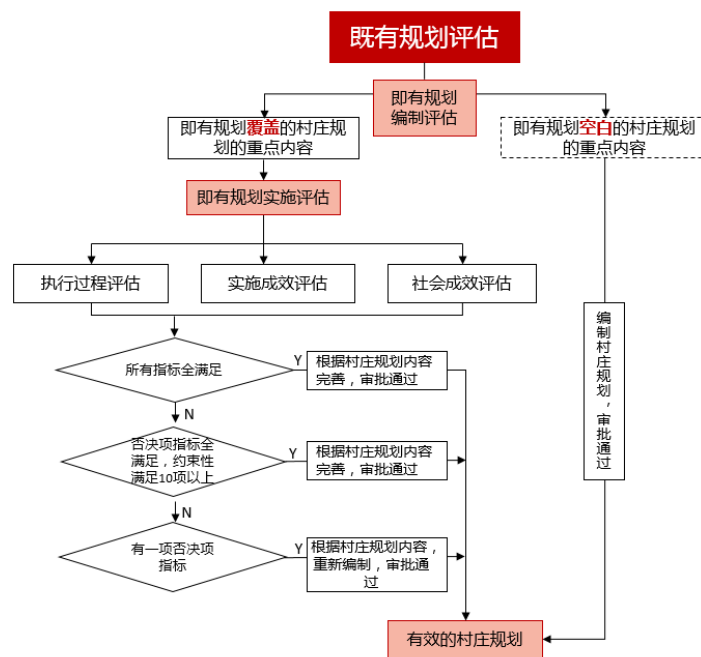 既有规划评估
即有规划
编制评估
即有规划覆盖的村庄规
划的重点内容
即有规划空白的村庄规划
的重点内容
即有规划实施评估
执行过程评估
实施成效评估
社会成效评估
编制村庄规划，审批通过
所有指标全满足
Y
根据村庄规划内容
完善，审批通过
N
否决项指标全
满足，约束性
满足10项以上
Y
根据村庄规划内容
完善，审批通过
N
有一项否决项
指标
Y
根据村庄规划内容，
重新编制，审批通
过
有效的村庄规划